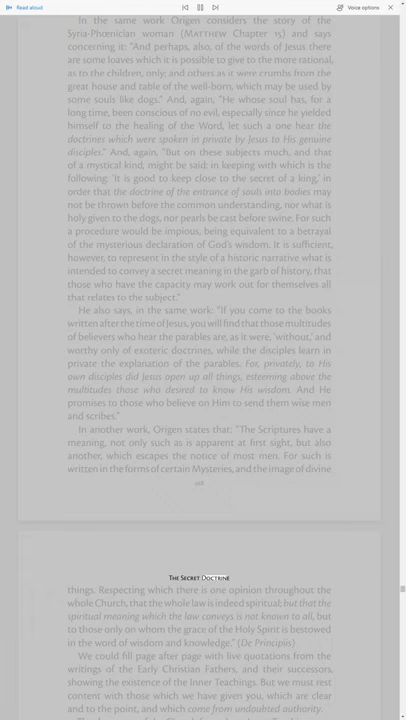 Read aloud
Voice options
In the same work Origen considers the story of the
Syria-Phœnician woman (MATTHEW Chapter 15) and says
concerning it: "And perhaps, also, of the words of Jesus there
are some loaves which it is possible to give to the more rational,
as to the children, only; and others as it were crumbs from the
great house and table of the well-born, which may be used by
some souls like dogs." And, again, "He whose soul has, for a
long time, been conscious of no evil, especially since he yielded
himself to the healing of the Word, let such a one hear the
doctrines which were spoken in private by Jesus to His genuine
disciples." And, again, "But on these subjects much, and that
of a mystical kind, might be said; in keeping with which is the
following: 'It is good to keep close to the secret of a king,' in
order that the doctrine of the entrance of souls into bodies may
not be thrown before the common understanding, nor what is
holy given to the dogs, nor pearls be cast before swine. For such
a procedure would be impious, being equivalent to a betrayal
of the mysterious declaration of God's wisdom. It is sufficient,
however, to represent in the style of a historic narrative what is
intended to convey a secret meaning in the garb of history, that
those who have the capacity may work out for themselves all
that relates to the subject."
He also says, in the same work: "If you come to the books
written after the time of Jesus, you will find that those multitudes
of believers who hear the parables are, as it were, 'without,' and
worthy only of exoteric doctrines, while the disciples learn in
private the explanation of the parables. For, privately, to His
own disciples did Jesus open up all things, esteeming above the
multitudes those who desired to know His wisdom. And He
promises to those who believe on Him to send them wise men
and scribes."
In another work, Origen states that: "The Scriptures have a
meaning, not only such as is apparent at first sight, but also
another, which escapes the notice of most men. For such is
written in the forms of certain Mysteries, and the image of divine
THE SECRET DOCTRINE
things. Respecting which there is one opinion throughout the
whole Church, that the whole law is indeed spiritual; but that the
spiritual meaning which the law conveys is not known to all, but
to those only on whom the grace of the Holy Spirit is bestowed
in the word of wisdom and knowledge." (De Principiis)
We could fill page after page with live quotations from the
writings of the Early Christian Fathers, and their successors,
showing the existence of the Inner Teachings. But we must rest
content with those which we have given you, which are clear
and to the point, and which come from undoubted authority.